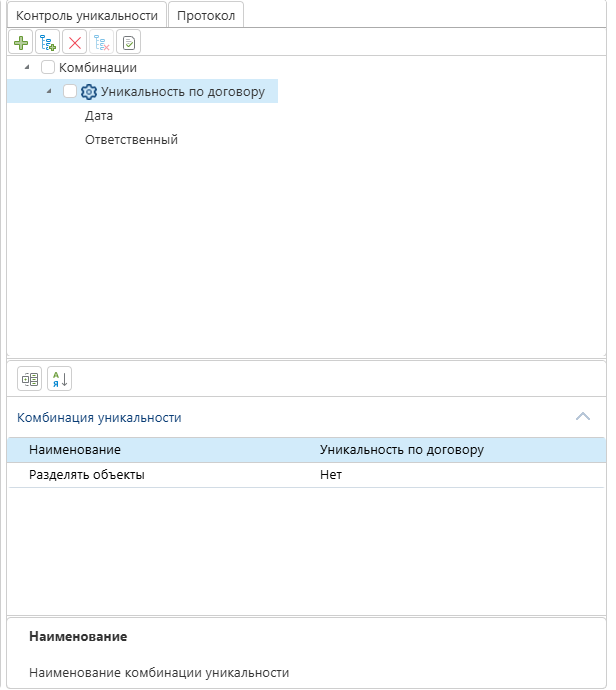 Контроль уникальности Протокол
Комбинации
Уникальность по договору
Дата
Ответственный
А
Я
Комбинация уникальности
Наименование Уникальность по договору
Разделять объекты Нет
Наименование
Наименование комбинации уникальности